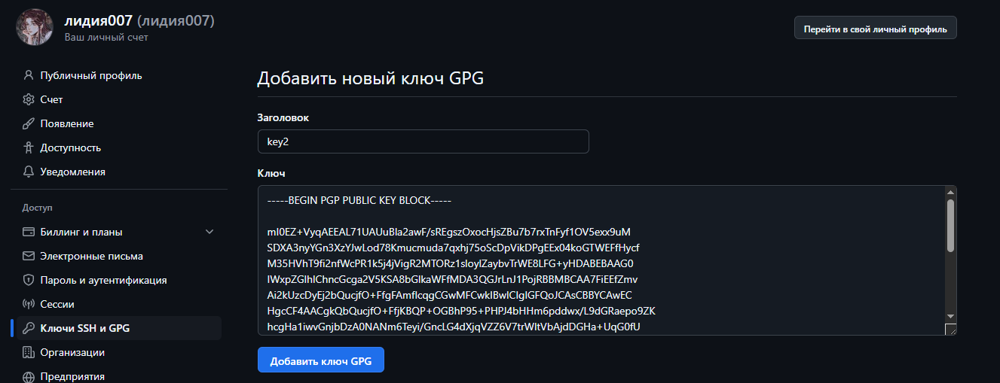 лидия007 (лидия007)
Ваш личный счет
Перейти в свой личный профиль
Публичный профиль
Счет
Появление
Доступность
Уведомления
Доступ
Биллинг и планы
Электронные письма
Пароль и аутентификация
Сессии
Ключи SSH и GPG
Организации
Предприятия
Добавить новый ключ GPG
Заголовок
key2
Ключ
-----BEGIN PGP PUBLIC KEY BLOCK-----
mI0EZ+VyqAEEAL71UAUuBla2awF/sREgszOxocHjsZBu7b7rxTnFyf1OV5exx9uM
SDXA3nyYGn3XzYJwLod78Kmucmuda7qxhj75oScDpVikDPgEEx04koGTWEFfHycf
M35HVhT9fi2nfWcPR1k5j4jVigR2MTORz1sIoylZaybvTrWE8LFG+yHDABEBAAG0
IWxpZGlhIChncGcga2V5KSA8bGlkaWFfMDA3QGJrLnJ1PojRBBMBCAA7FiEEfZmv
Ai2kUzcDyEj2bQucjfO+FfgFAmflcqgCGwMFCwkIBwICIgIGFQoJCAsCBBYCAwEC
HgcCF4AACgkQbQucjfO+FfjKBQP+OGBhP95+PHPJ4bHHm6pddwx/L9dGRaepo9ZK
hcgHa1iwvGnjbDzA0NANm6Teyi/GncLG4dXjqVZZ6V7trWItVbAjdDGHa+UqG0fU
Добавить ключ GPG